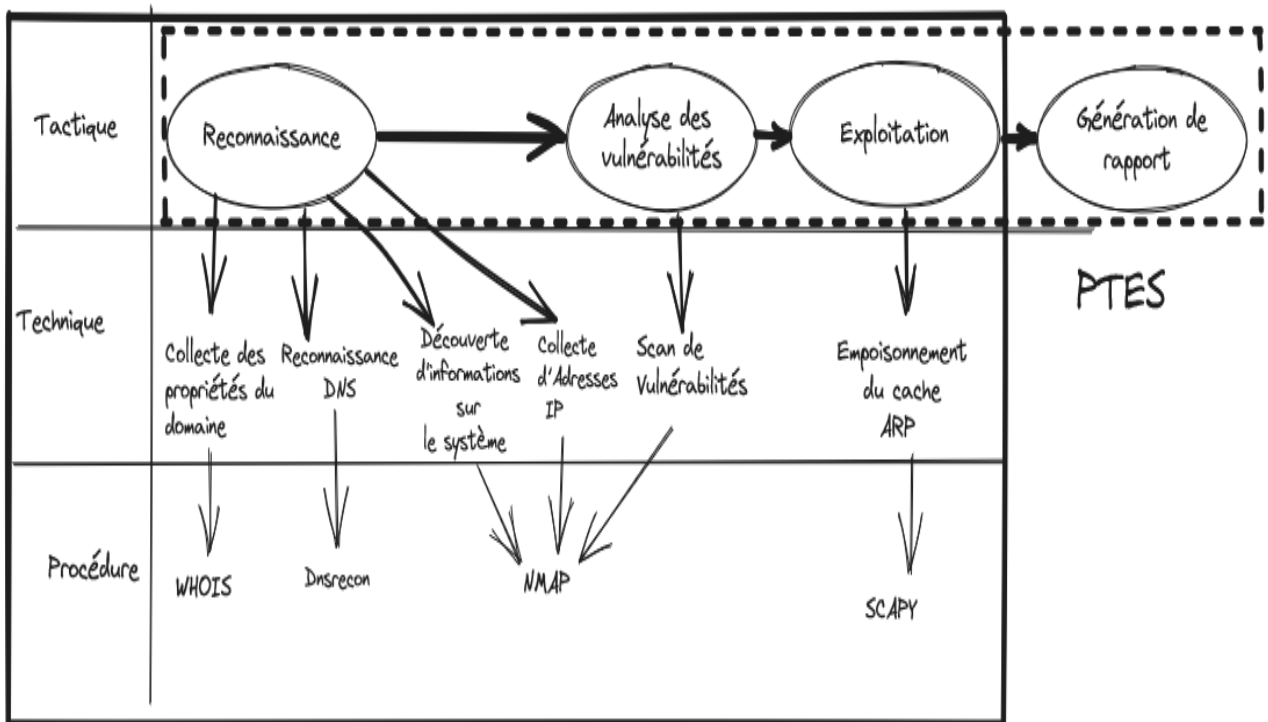 Tactique
Reconnaissance
Analyse des
vulnérabilités
Exploitation
Génération de
rapport
PTES
Technique
Collecte des
propriétés du
domaine
Reconnaissance
DNS
Découverte
d'informations
sur
le système
Collecte
d'Adresses
IP
Scan de
Vulnérabilités
Empoisonnement
du cache
ARP
Procédure
WHOIS
Dnsrecon
NMAP
SCAPY